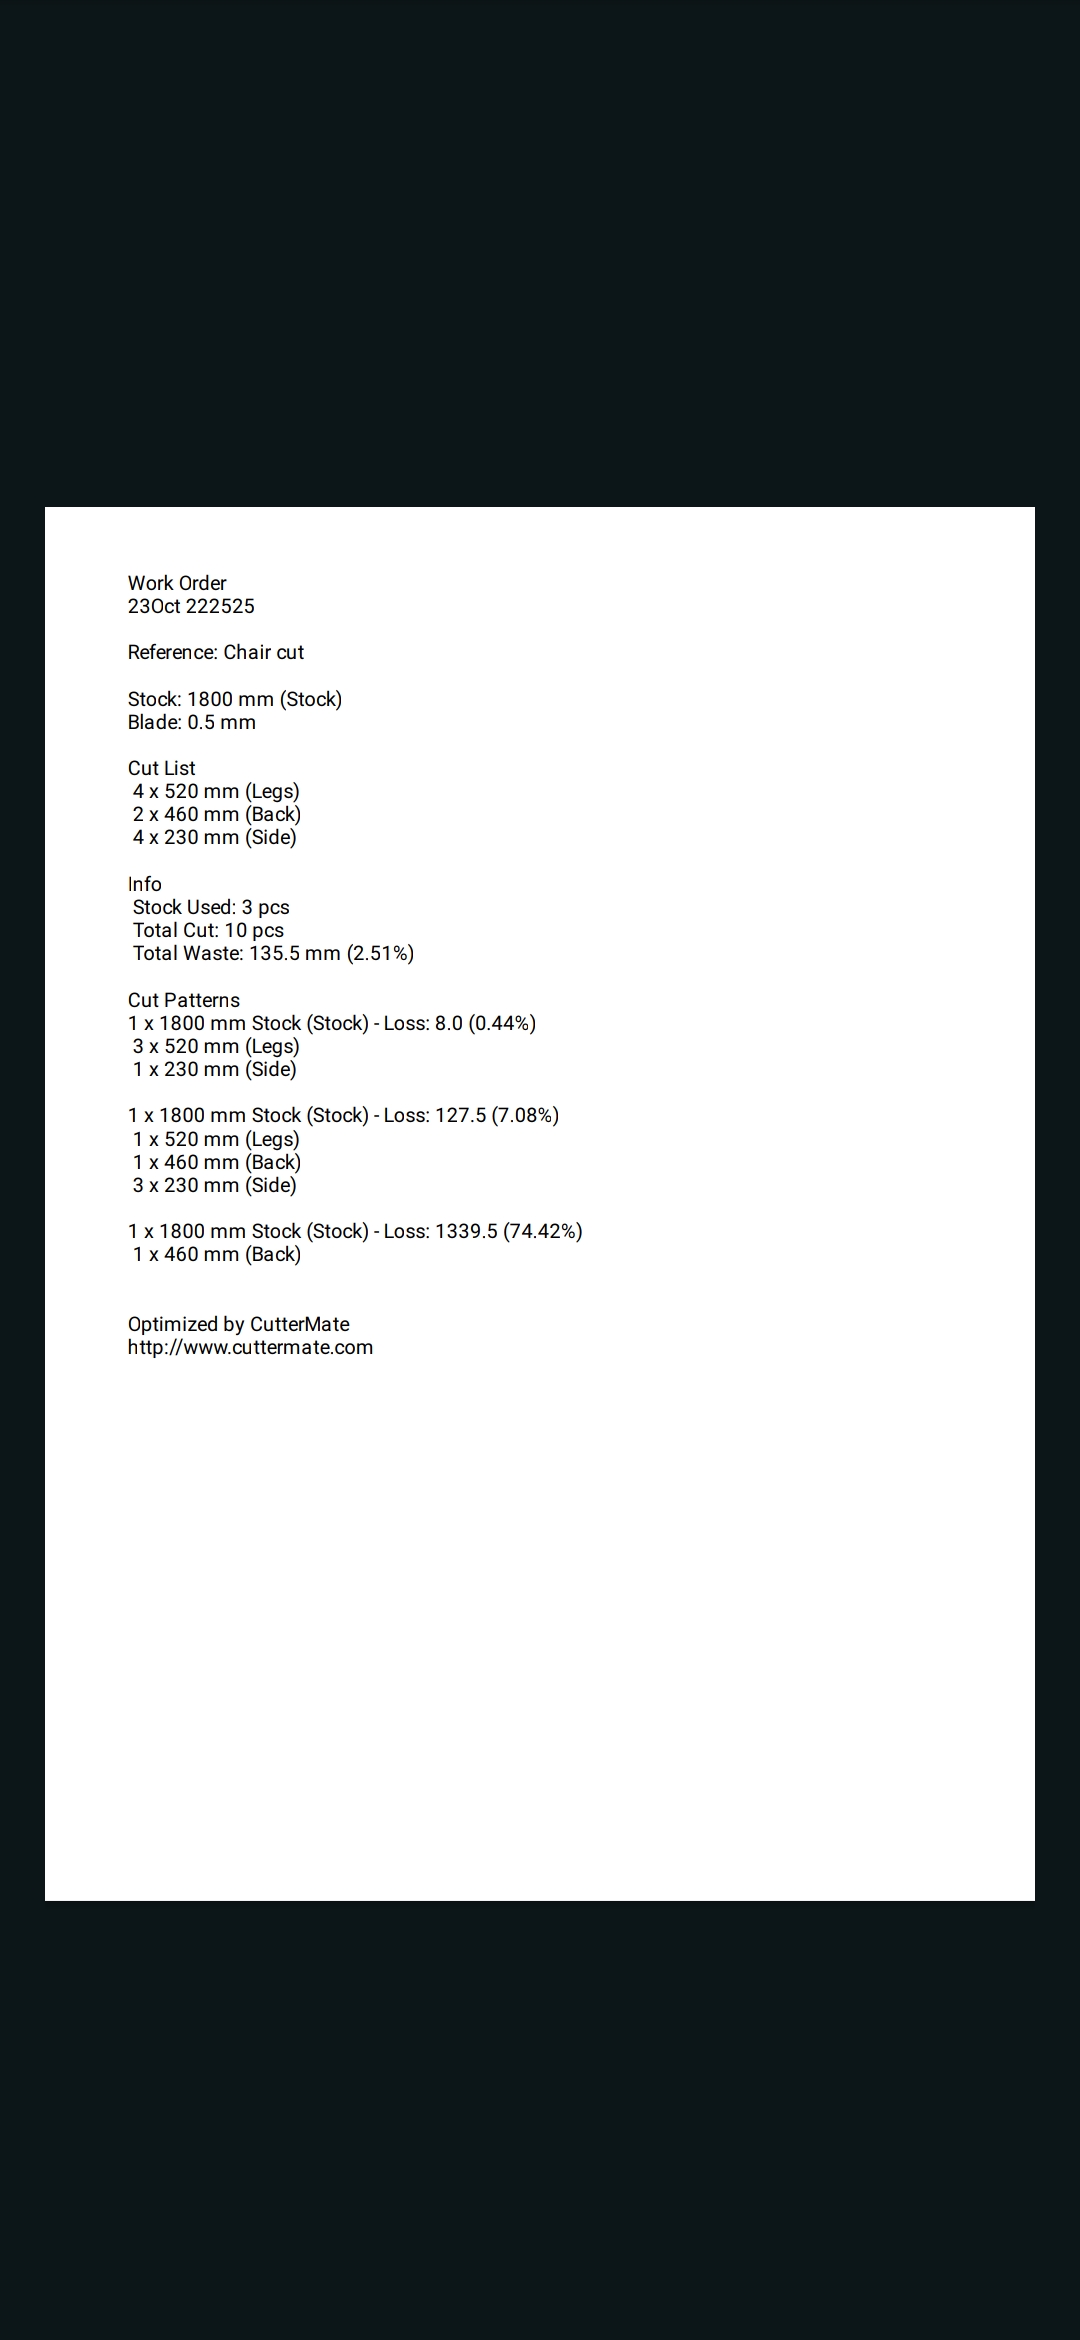 Work Order
23Oct 222525
Reference: Chair cut
Stock: 1800 mm (Stock)
Blade: 0.5 mm
Cut List
4 x 520 mm (Legs)
2 x 460 mm (Back)
4 x 230 mm (Side)
Info
Stock Used: 3 pcs
Total Cut: 10 pcs
Total Waste: 135.5 mm (2.51%)
Cut Patterns
1 x 1800 mm Stock (Stock) - Loss: 8.0 (0.44%)
3 x 520 mm (Legs)
1 x 230 mm (Side)
1 x 1800 mm Stock (Stock) - Loss: 127.5 (7.08%)
1 x 520 mm (Legs)
1 x 460 mm (Back)
3 x 230 mm (Side)
1 x 1800 mm Stock (Stock) - Loss: 1339.5 (74.42%)
1 x 460 mm (Back)
Optimized by CutterMate
http://www.cuttermate.com